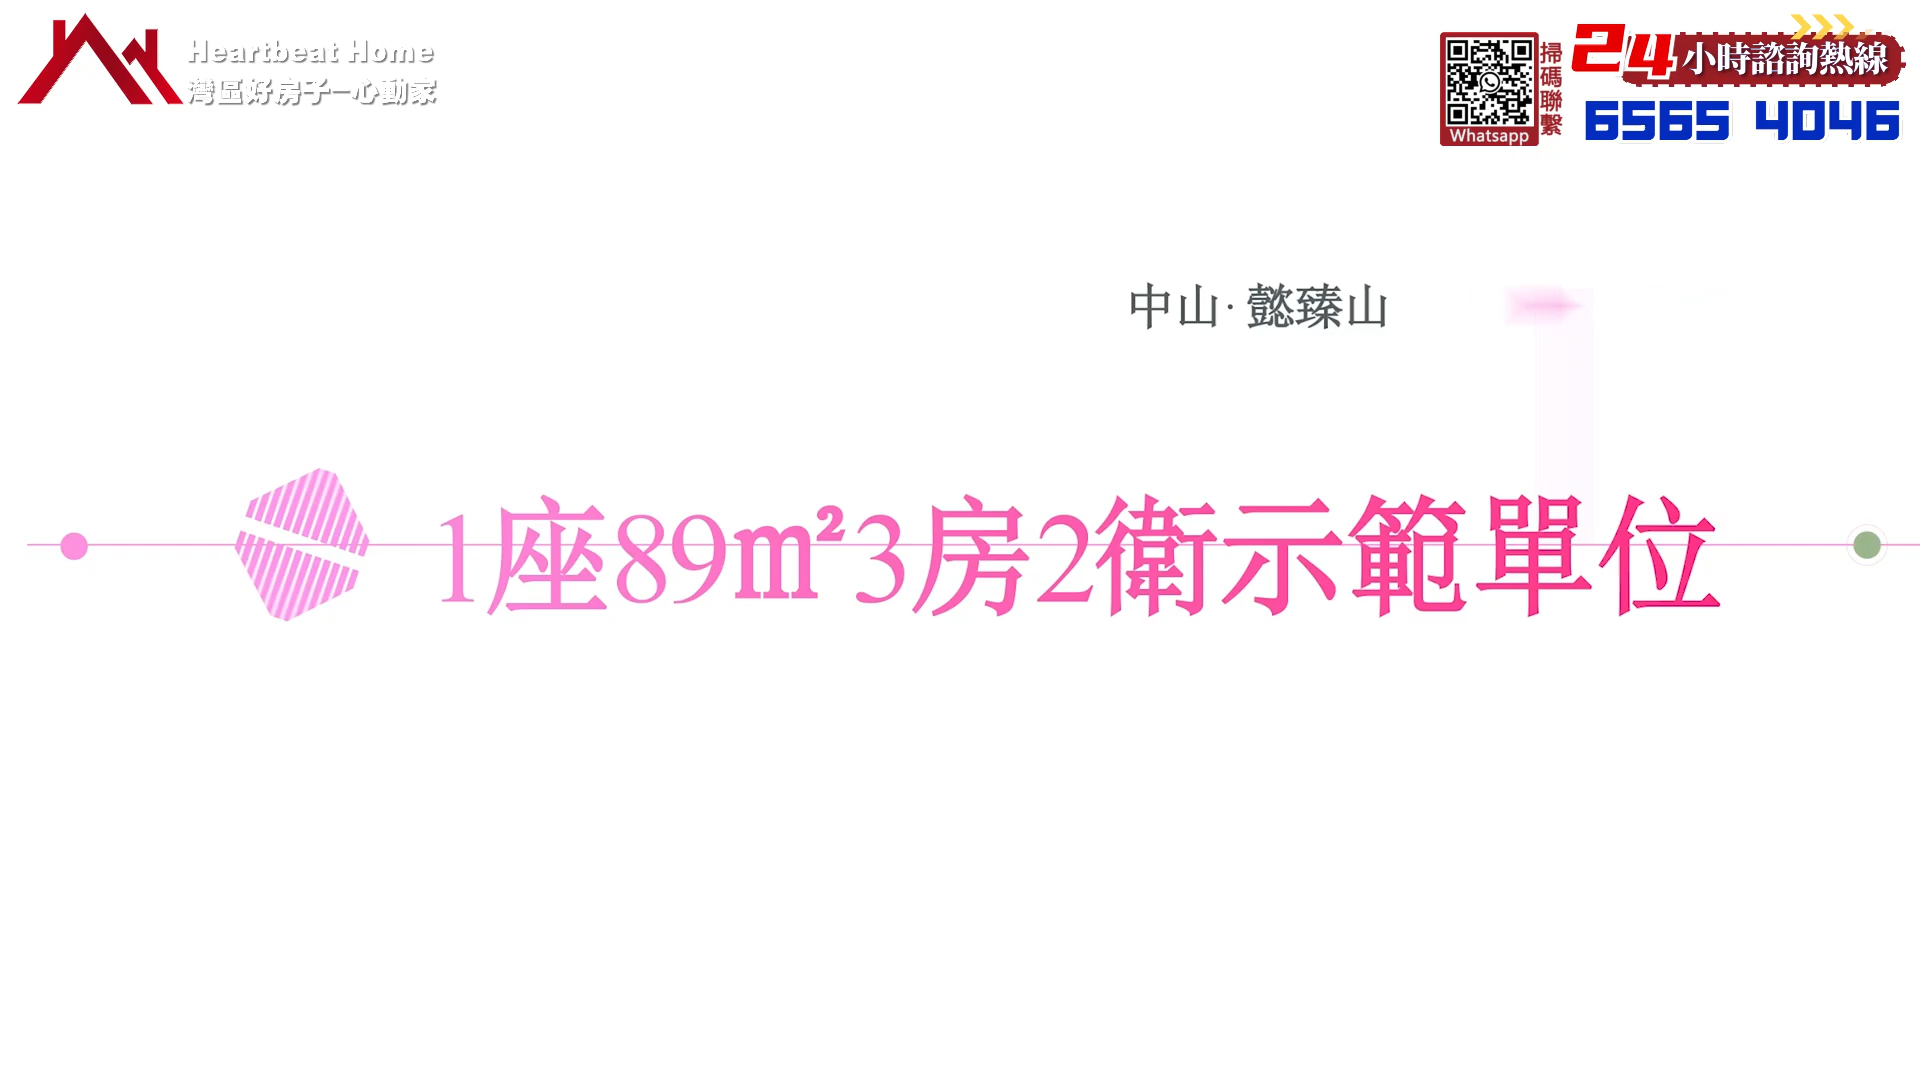 Heartbeat Home
灣區好房子—心動家
Whatsapp
掃碼聯繫
24小時諮詢熱線
6565 4046
中山·懿臻山
1座89㎡3房2衛示範單位